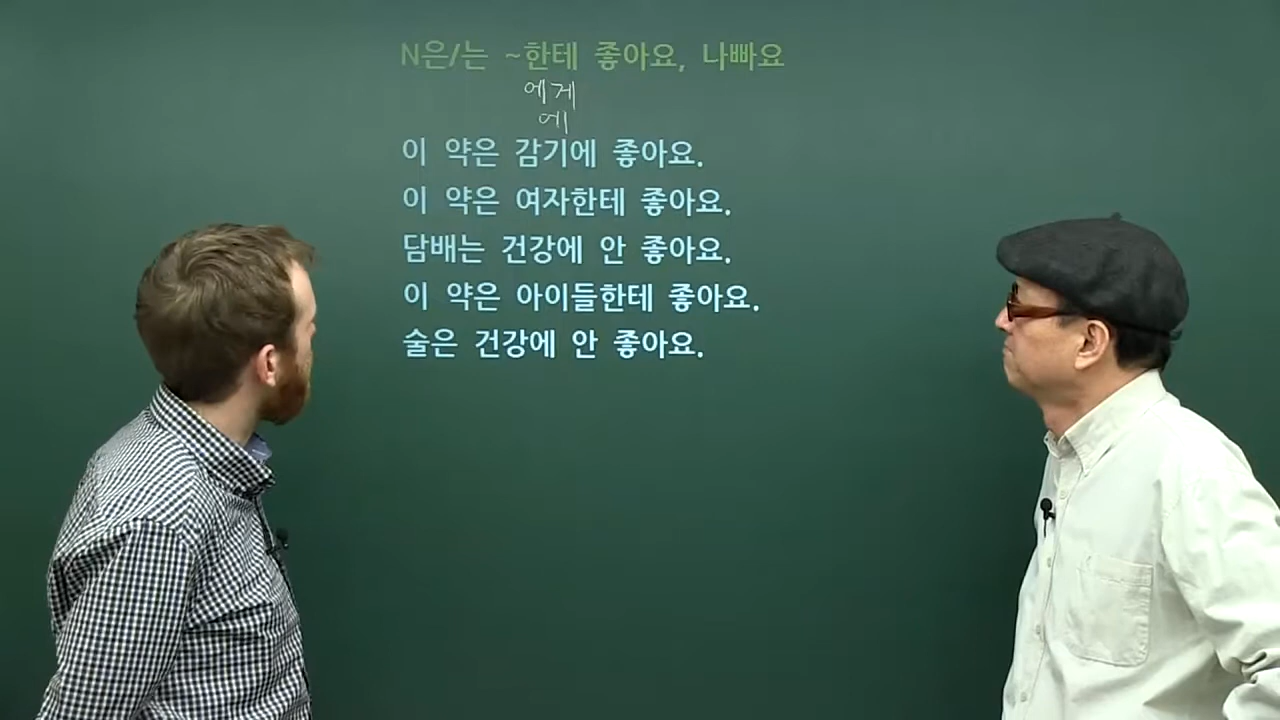 N은/는 ~한테 좋아요, 나빠요
에게
에
이 약은 감기에 좋아요.
이 약은 여자한테 좋아요.
담배는 건강에 안 좋아요.
이 약은 아이들한테 좋아요.
술은 건강에 안 좋아요.